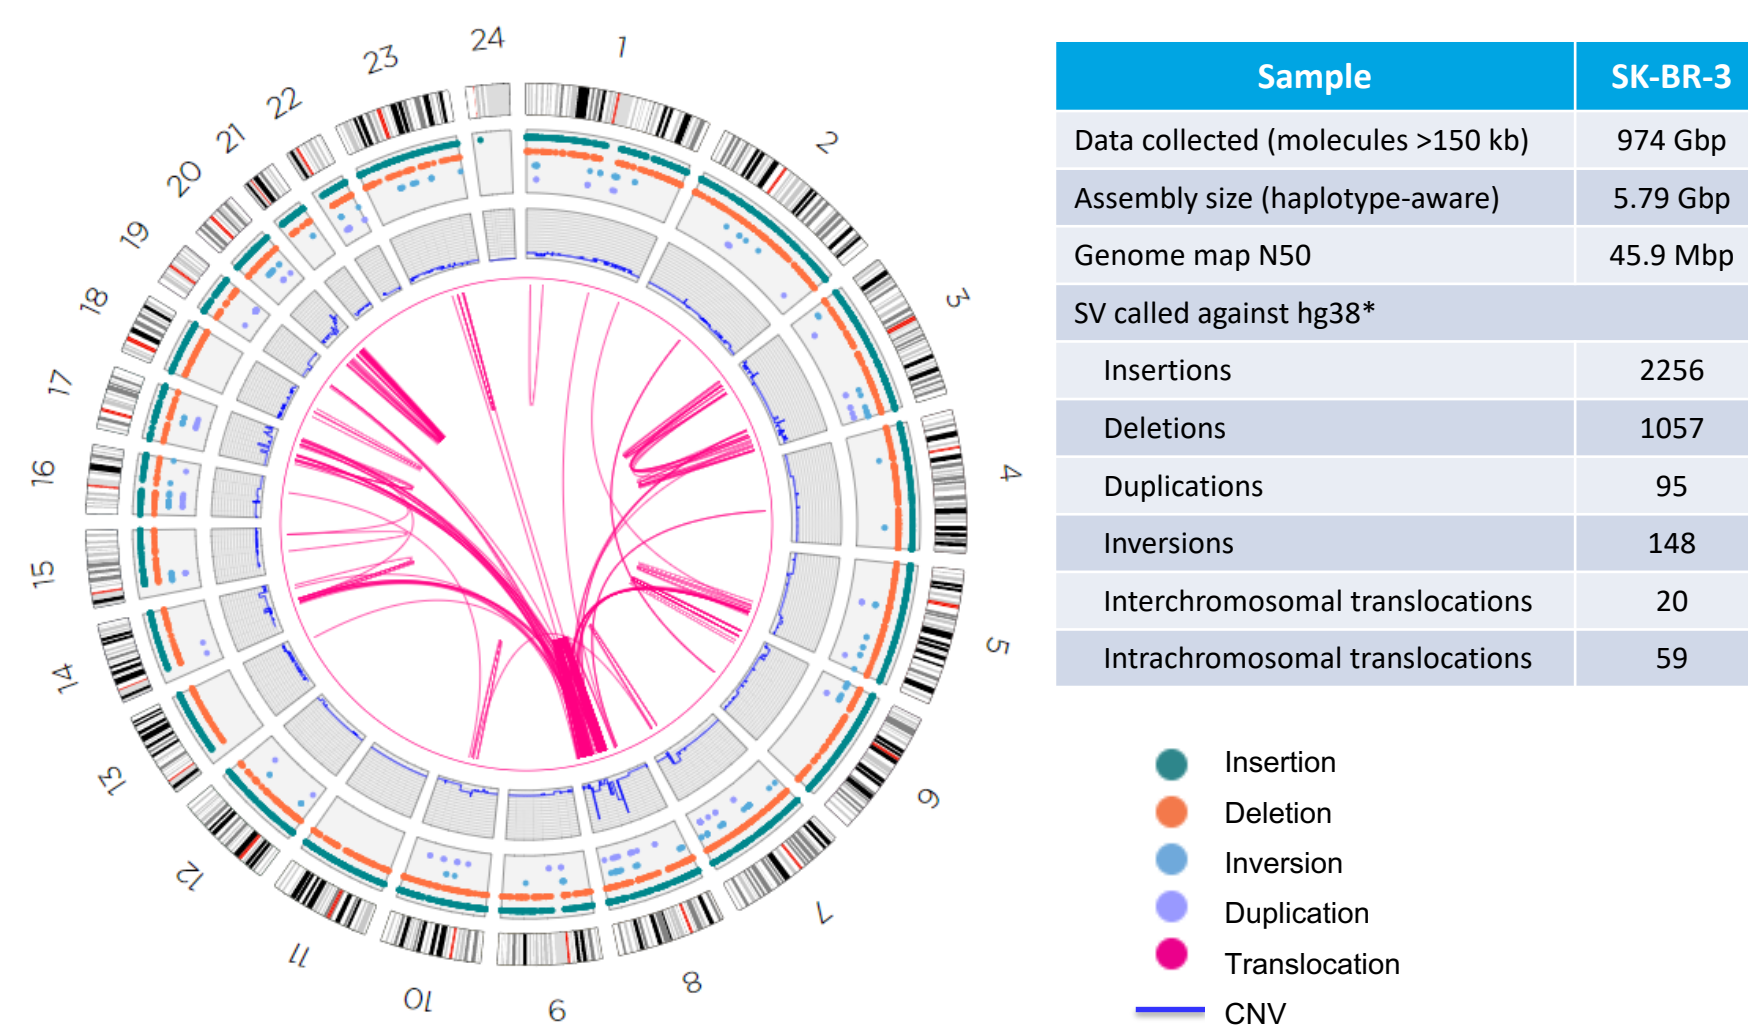 1
2
3
4
5
6
7
8
9
10
11
12
13
14
15
16
17
18
19
20
21
22
23
24
Sample SK-BR-3
Data collected (molecules >150 kb) 974 Gbp
Assembly size (haplotype-aware) 5.79 Gbp
Genome map N50 45.9 Mbp
SV called against hg38*
Insertions 2256
Deletions 1057
Duplications 95
Inversions 148
Interchromosomal translocations 20
Intrachromosomal translocations 59
Insertion
Deletion
Inversion
Duplication
Translocation
CNV